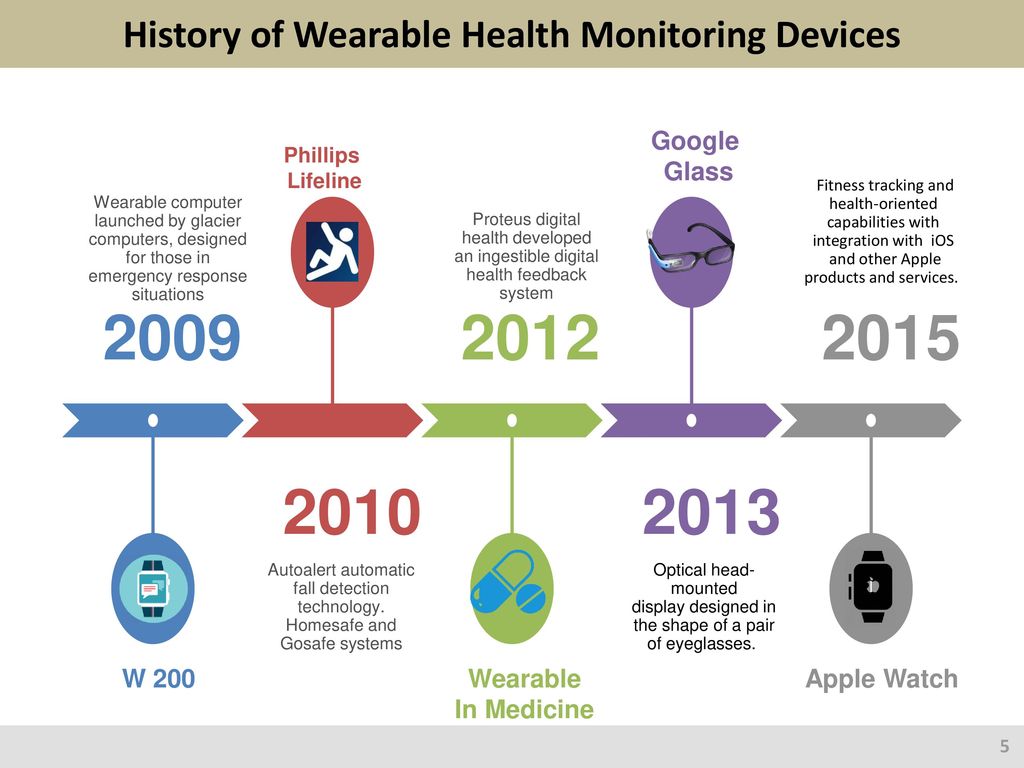 History of Wearable Health Monitoring Devices
Wearable computer
launched by glacier
computers, designed
for those in
emergency response
situations
2009
W 200
Phillips
Lifeline
2010
Autoalert automatic
fall detection
technology.
Homesafe and
Gosafe systems
Proteus digital
health developed
an ingestible digital
health feedback
system
2012
Wearable
In Medicine
Google
Glass
2013
Optical head-
mounted
display designed in
the shape of a pair
of eyeglasses.
Fitness tracking and
health-oriented
capabilities with
integration with iOS
and other Apple
products and services.
2015
Apple Watch
5